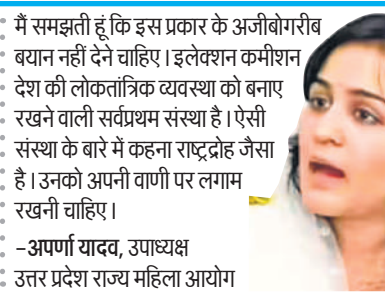 मैं समझती हूं कि इस प्रकार के अजीबोगरीब
बयान नहीं देने चाहिए। इलेक्शन कमीशन
देश की लोकतांत्रिक व्यवस्था को बनाए
रखने वाली सर्वप्रथम संस्था है। ऐसी
संस्था के बारे में कहना राष्ट्रद्रोह जैसा
है। उनको अपनी वाणी पर लगाम
रखनी चाहिए।
–अपर्णा यादव, उपाध्यक्ष
उत्तर प्रदेश राज्य महिला आयोग